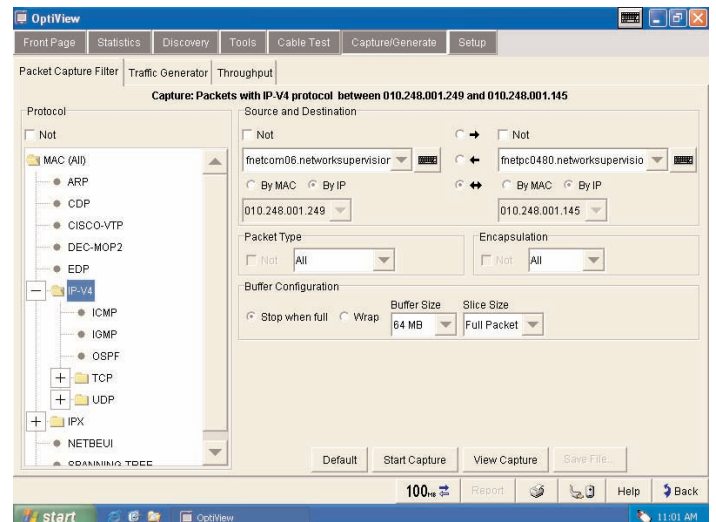 OptiView
Front Page Statistics Discovery Tools Cable Test Capture/Generate Setup
Packet Capture Filter Traffic Generator Throughput
Capture: Packets with IP-V4 protocol between 010.248.001.249 and 010.248.001.145
Protocol
Not
MAC (All)
ARP
CDP
CISCO-VTP
DEC-MOP2
EDP
IP-V4
ICMP
IGMP
OSPF
TCP
UDP
IPX
NETBEUI
SPANNING TREE
Source and Destination
Not Not
fnetcom06.networksupervisior fnetpc0480.networksupervisio
By MAC By IP By MAC By IP
010.248.001.249 010.248.001.145
Packet Type Encapsulation
Not All Not All
Buffer Configuration
Buffer Size Slice Size
Stop when full Wrap 64 MB Full Packet
Default Start Capture View Capture Save File...
100 Report Help Back
start OptiView 11:01 AM